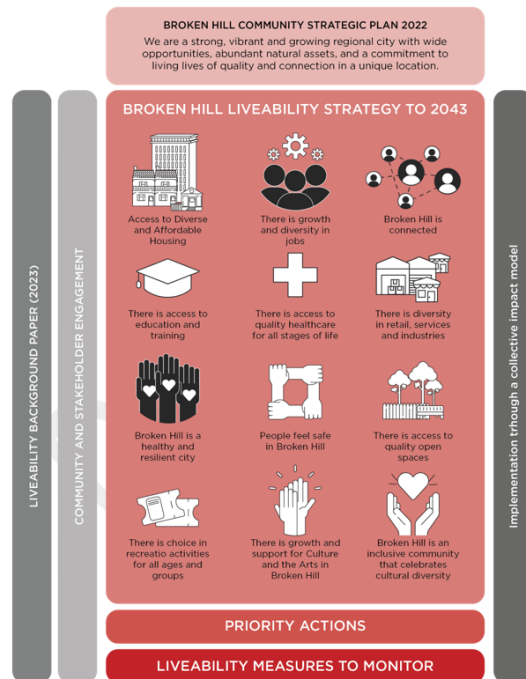 BROKEN HILL COMMUNITY STRATEGIC PLAN 2022
We are a strong, vibrant and growing regional city with wide
opportunities, abundant natural assets, and a commitment to
living lives of quality and connection in a unique location.
LIVEABILITY BACKGROUND PAPER (2023)
COMMUNITY AND STAKEHOLDER ENGAGEMENT
BROKEN HILL LIVEABILITY STRATEGY TO 2043
Access to Diverse
and Affordable
Housing
There is growth
and diversity in
jobs
Broken Hill is
connected
There is access to
education and
training
There is access to
quality healthcare
for all stages of life
There is diversity
in retail, services
and industries
Broken Hill is a
healthy and
resilient city
People feel safe
in Broken Hill
There is access to
quality open
spaces
There is choice in
recreatio activities
for all ages and
groups
There is growth and
support for Culture
and the Arts in
Broken Hill
Broken Hill is an
inclusive community
that celebrates
cultural diversity
Implementation trhough a collective impact model
PRIORITY ACTIONS
LIVEABILITY MEASURES TO MONITOR